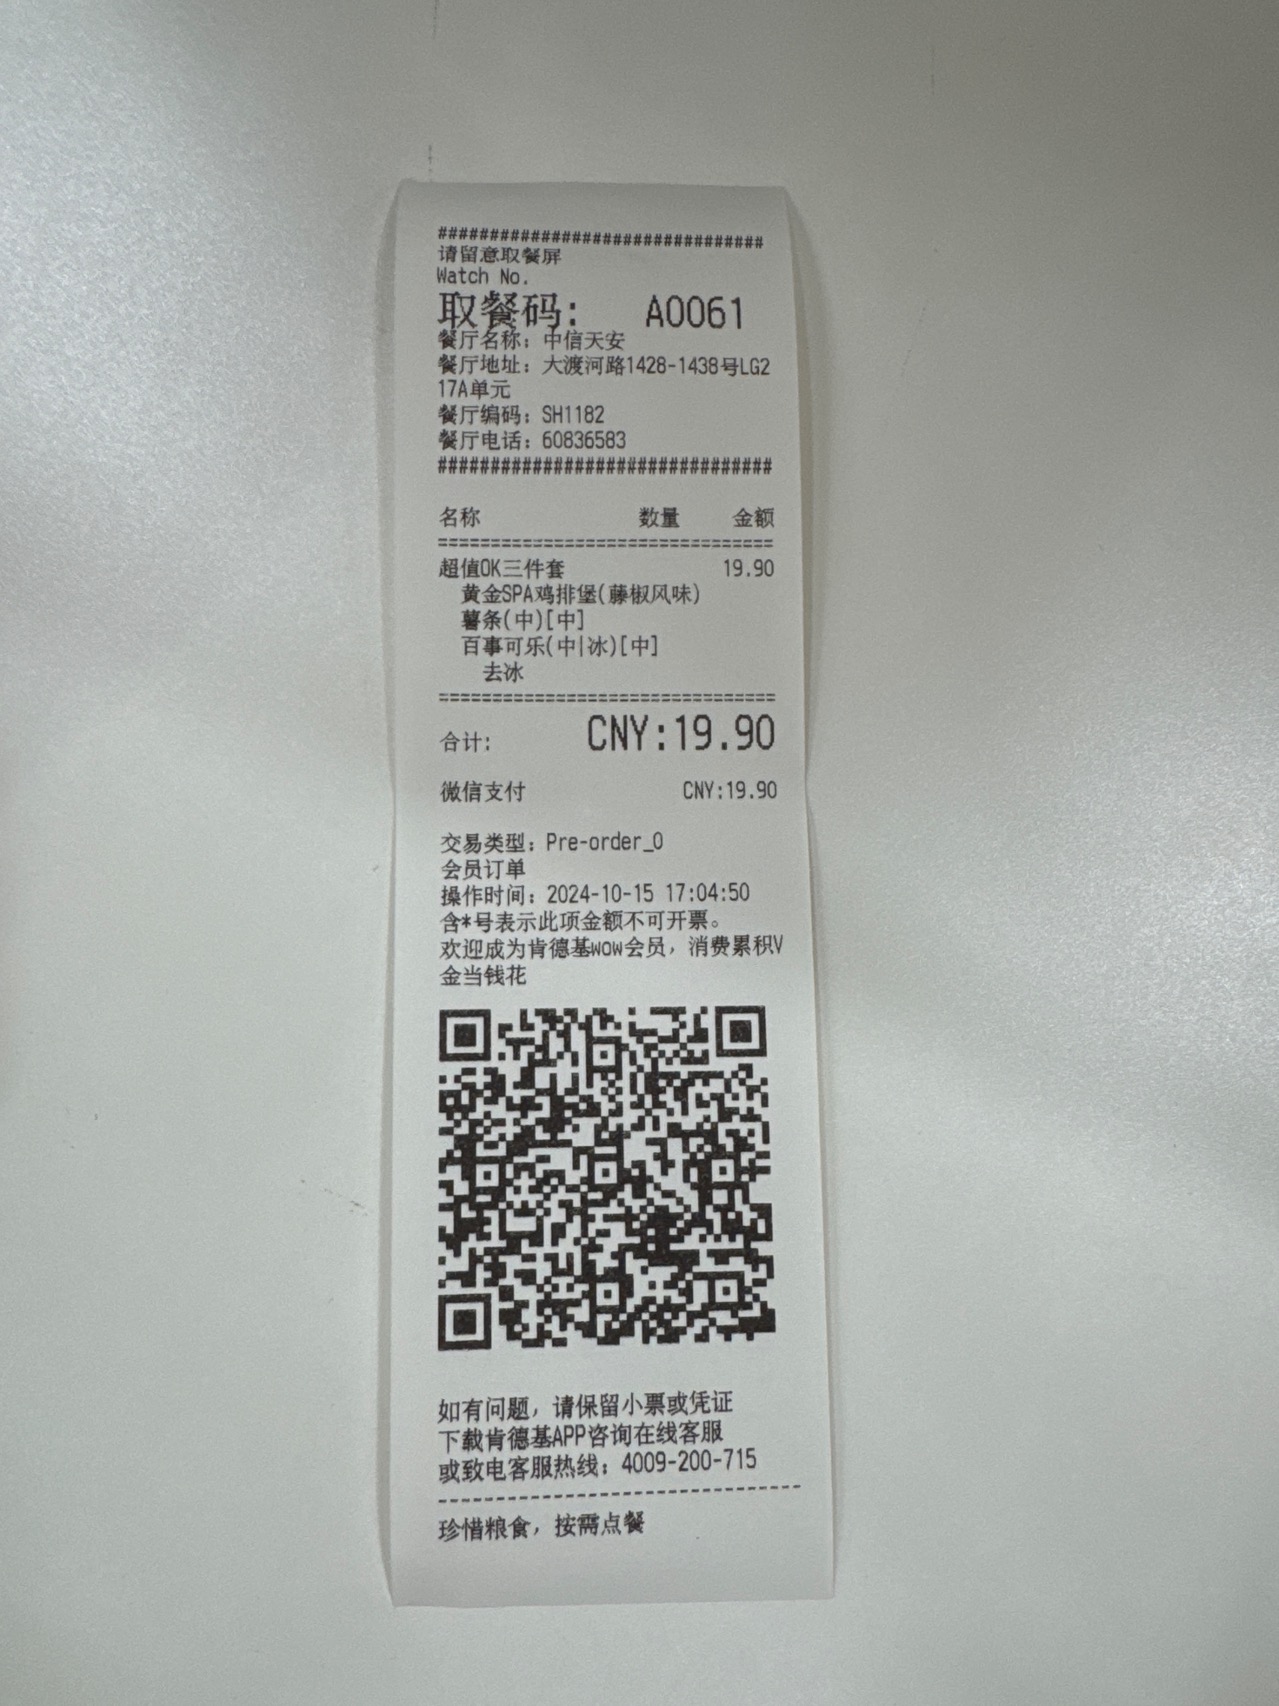 ################################
请留意取餐屏
Watch No.
取餐码: A0061
餐厅名称: 中信天安
餐厅地址: 大渡河路1428-1438号LG2
17A单元
餐厅编码: SH1182
餐厅电话: 60836583
################################
名称 数量 金额
================================
超值OK三件套 19.90
黄金SPA鸡排堡(藤椒风味)
薯条(中)[中]
百事可乐(中|冰)[中]
去冰
================================
合计: CNY:19.90
微信支付 CNY:19.90
交易类型: Pre-order_0
会员订单
操作时间: 2024-10-15 17:04:50
含*号表示此项金额不可开票。
欢迎成为肯德基wow会员, 消费累积V
金当钱花
如有问题, 请保留小票或凭证
下载肯德基APP咨询在线客服
或致电客服热线: 4009-200-715
--------------------------------
珍惜粮食, 按需点餐